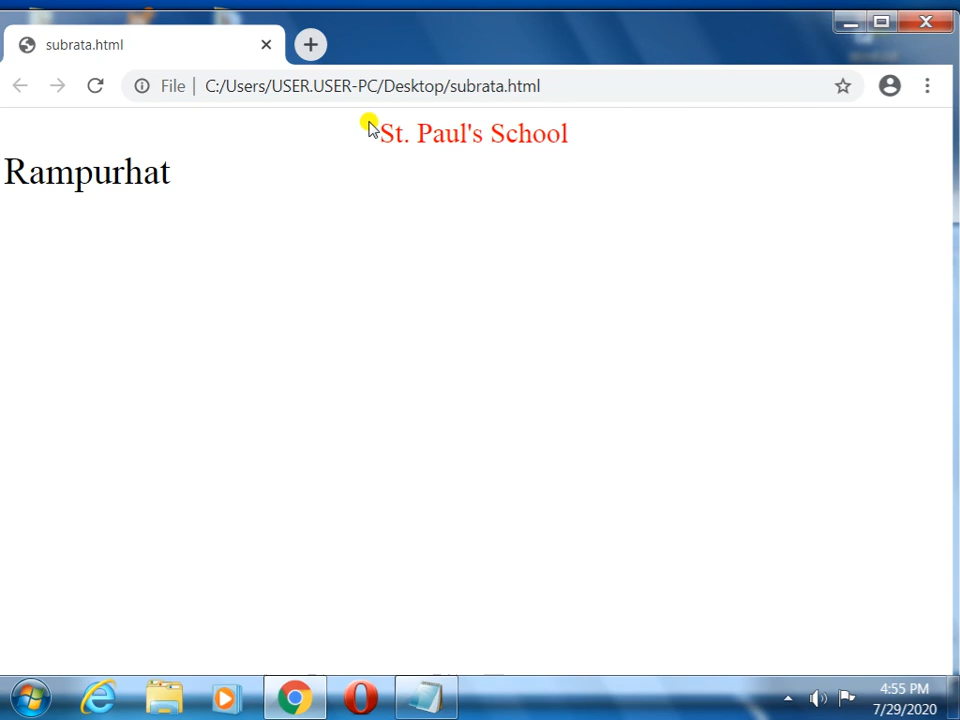 subrata.html
File | C:/Users/USER.USER-PC/Desktop/subrata.html
St. Paul's School
Rampurhat
4:55 PM
7/29/2020